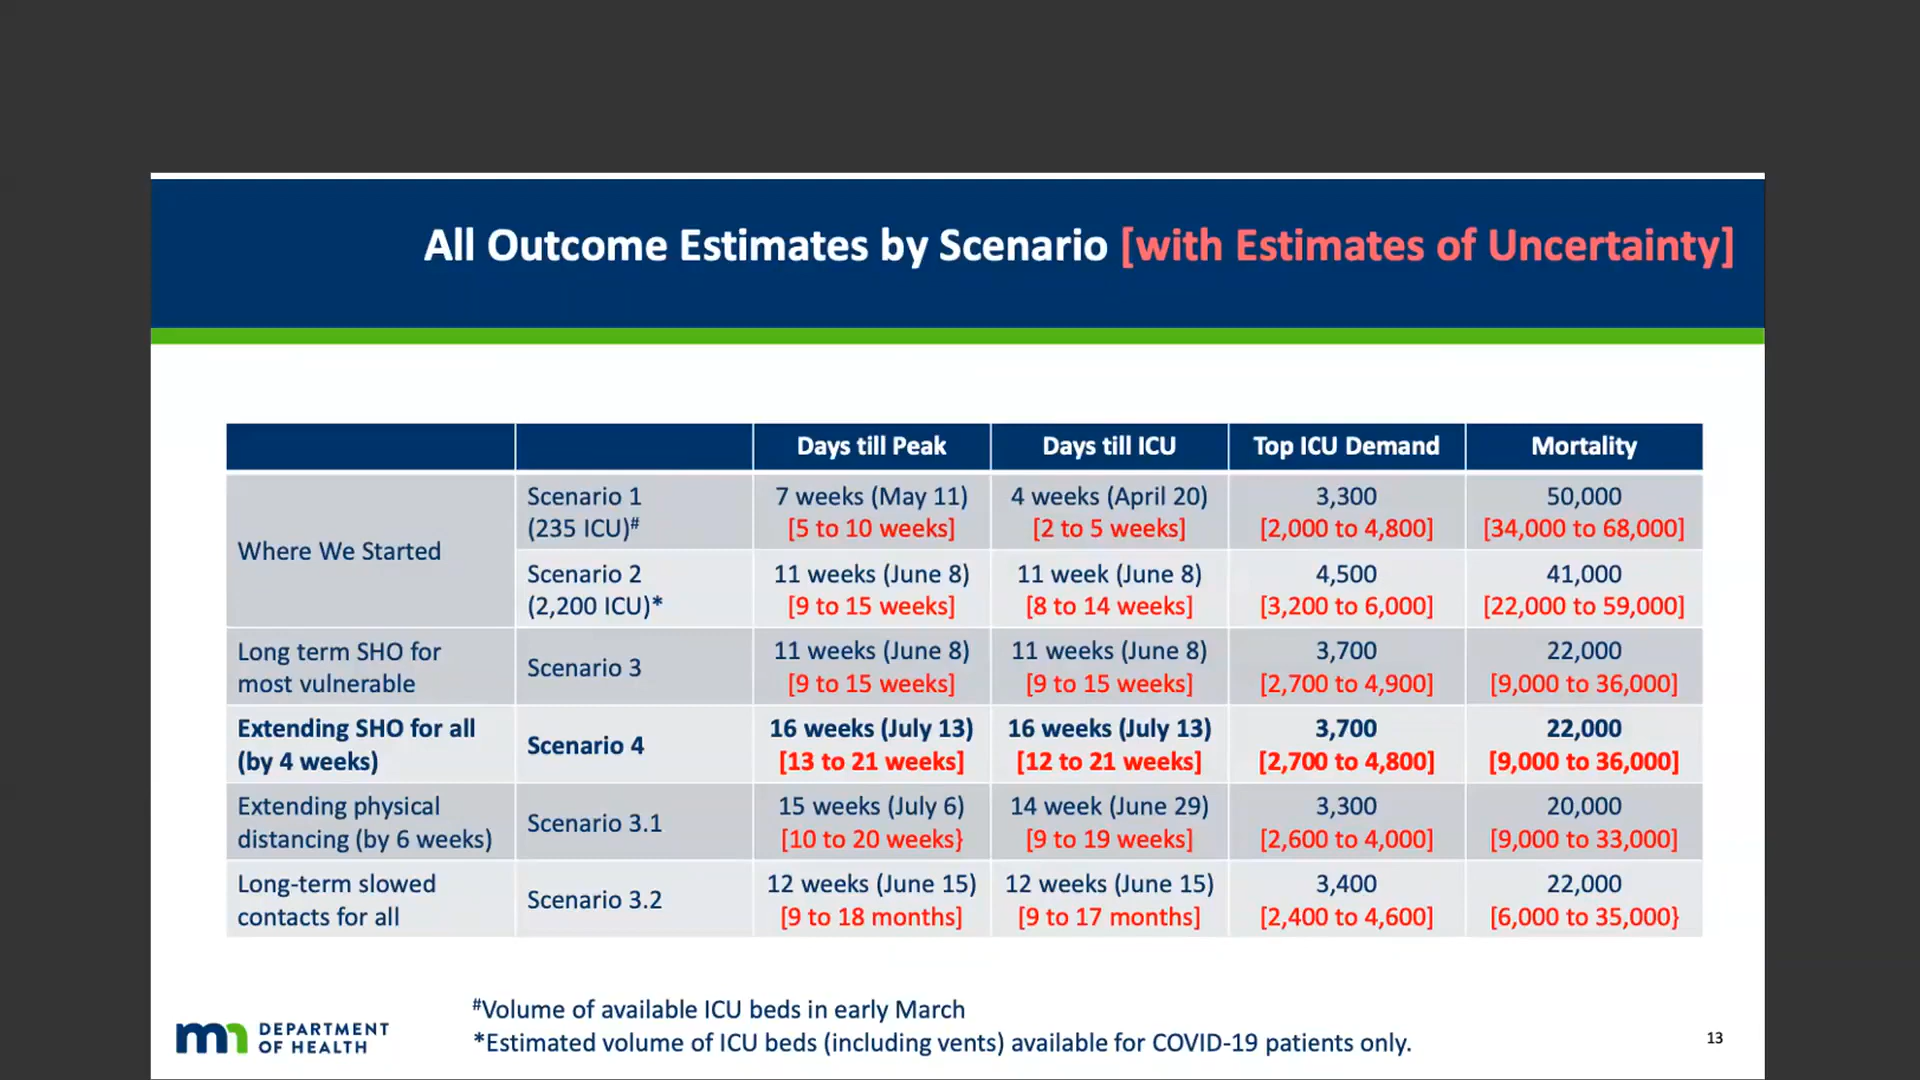 All Outcome Estimates by Scenario [with Estimates of Uncertainty]
Days till Peak
Days till ICU
Top ICU Demand
Mortality
Where We Started
Scenario 1
(235 ICU)#
7 weeks (May 11)
[5 to 10 weeks]
4 weeks (April 20)
[2 to 5 weeks]
3,300
[2,000 to 4,800]
50,000
[34,000 to 68,000]
Scenario 2
(2,200 ICU)*
11 weeks (June 8)
[9 to 15 weeks]
11 week (June 8)
[8 to 14 weeks]
4,500
[3,200 to 6,000]
41,000
[22,000 to 59,000]
Long term SHO for
most vulnerable
Scenario 3
11 weeks (June 8)
[9 to 15 weeks]
11 weeks (June 8)
[9 to 15 weeks]
3,700
[2,700 to 4,900]
22,000
[9,000 to 36,000]
Extending SHO for all
(by 4 weeks)
Scenario 4
16 weeks (July 13)
[13 to 21 weeks]
16 weeks (July 13)
[12 to 21 weeks]
3,700
[2,700 to 4,800]
22,000
[9,000 to 36,000]
Extending physical
distancing (by 6 weeks)
Scenario 3.1
15 weeks (July 6)
[10 to 20 weeks}
14 week (June 29)
[9 to 19 weeks]
3,300
[2,600 to 4,000]
20,000
[9,000 to 33,000]
Long-term slowed
contacts for all
Scenario 3.2
12 weeks (June 15)
[9 to 18 months]
12 weeks (June 15)
[9 to 17 months]
3,400
[2,400 to 4,600]
22,000
[6,000 to 35,000}
#Volume of available ICU beds in early March
*Estimated volume of ICU beds (including vents) available for COVID-19 patients only.
mn DEPARTMENT
OF HEALTH
13